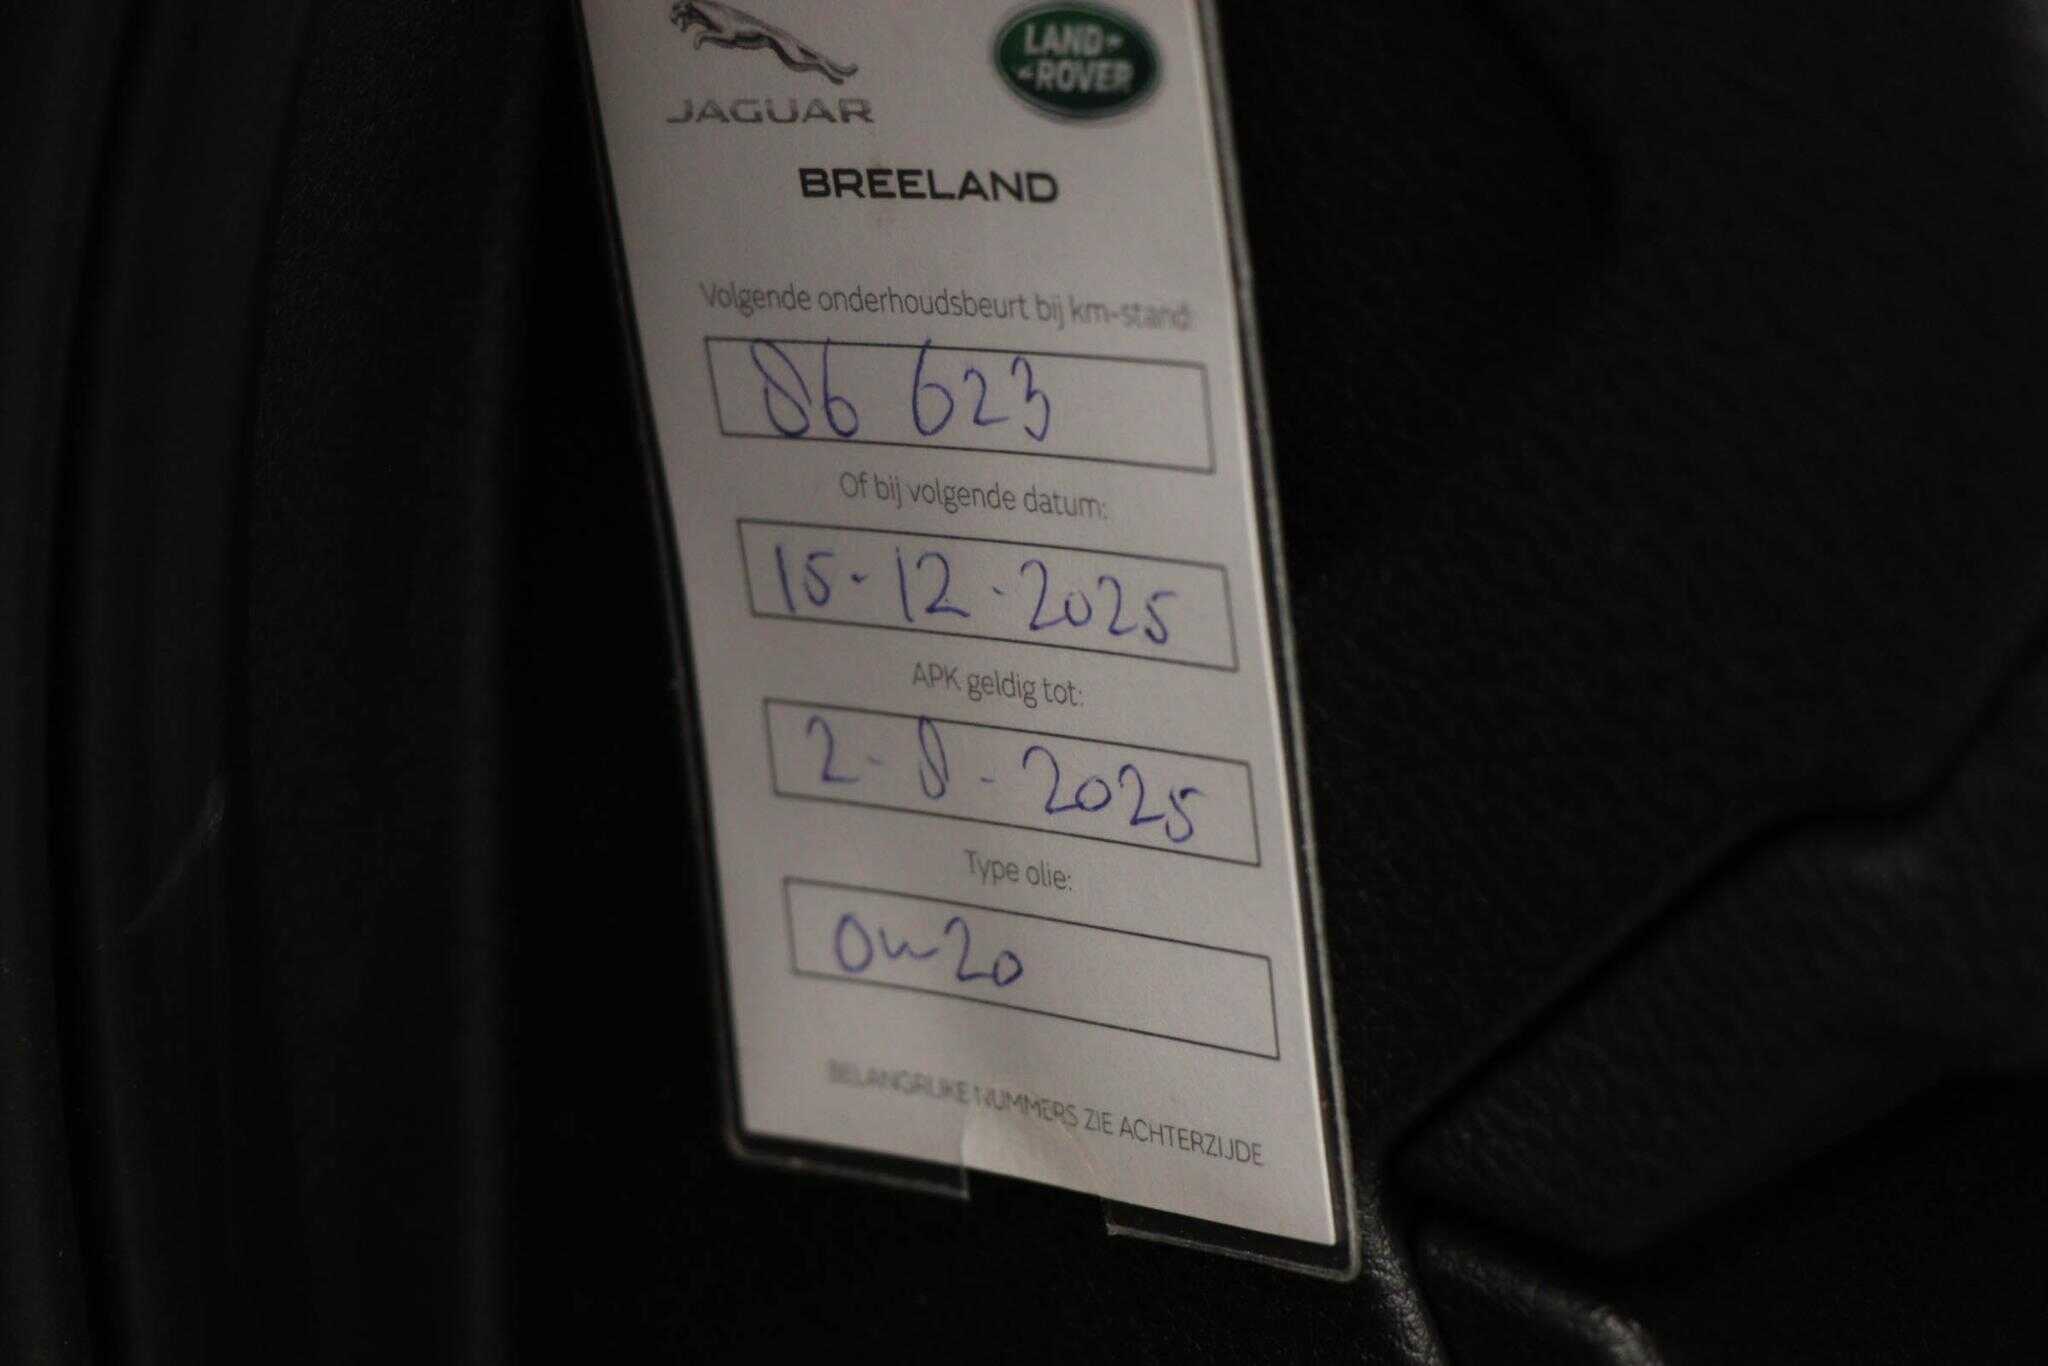 JAGUAR
LAND-
-ROVER
BREELAND
Volgende onderhoudsbeurt bij km-stand:
86 623
Of bij volgende datum:
15-12-2025
APK geldig tot:
2-8-2025
Type olie:
0w20
BELANGRIJKE NUMMERS ZIE ACHTERZIJDE